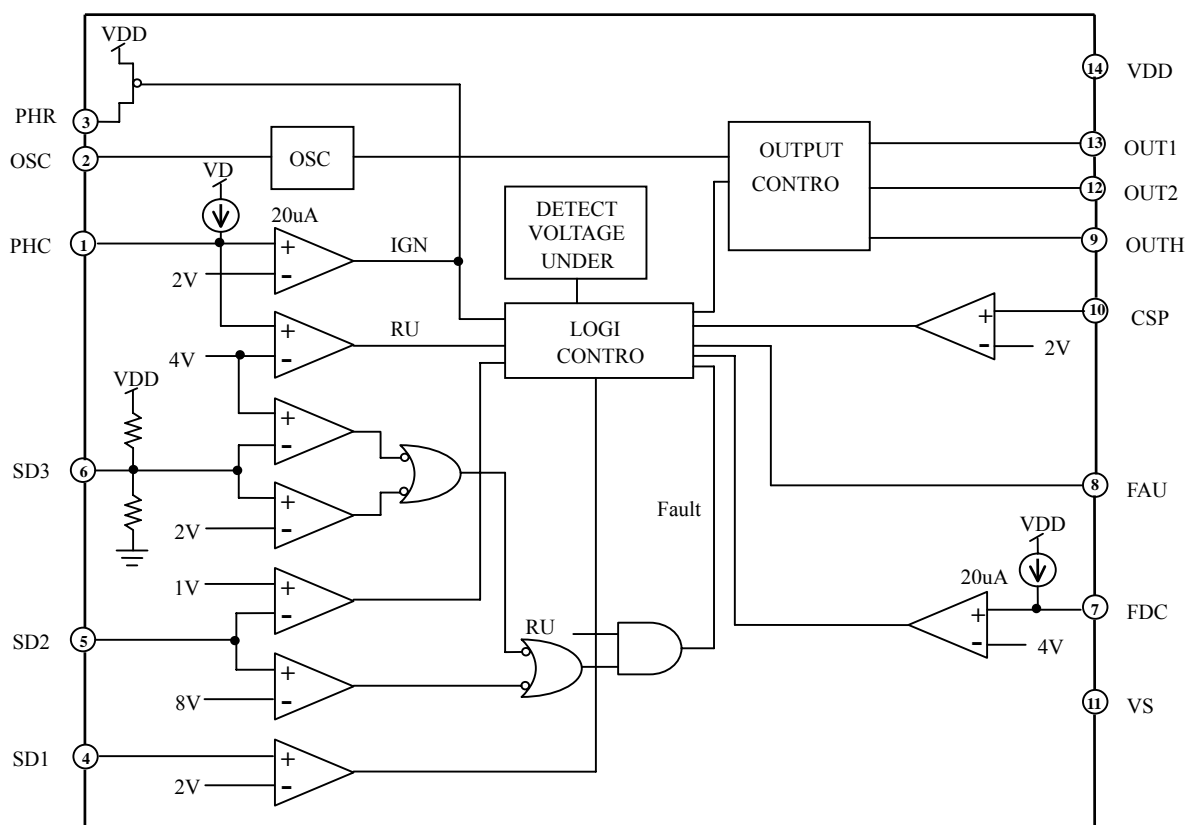 VDD
14 VDD
PHR 3
OSC 2
OSC
OUTPUT
CONTRO
13 OUT1
12 OUT2
9 OUTH
VD
20uA
DETECT
VOLTAGE
UNDER
PHC 1
+
-
2V
IGN
LOGI
CONTRO
+
-
4V
RU
+
-
2V
10 CSP
VDD
SD3 6
+
-
+
-
2V
Fault
8 FAU
VDD
20uA
+
-
4V
7 FDC
1V
+
-
SD2 5
+
-
8V
RU
11 VS
SD1 4
+
-
2V